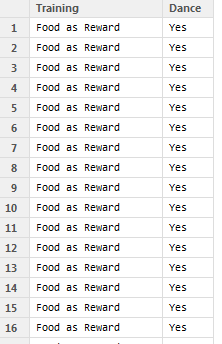 Training Dance
1 Food as Reward Yes
2 Food as Reward Yes
3 Food as Reward Yes
4 Food as Reward Yes
5 Food as Reward Yes
6 Food as Reward Yes
7 Food as Reward Yes
8 Food as Reward Yes
9 Food as Reward Yes
10 Food as Reward Yes
11 Food as Reward Yes
12 Food as Reward Yes
13 Food as Reward Yes
14 Food as Reward Yes
15 Food as Reward Yes
16 Food as Reward Yes